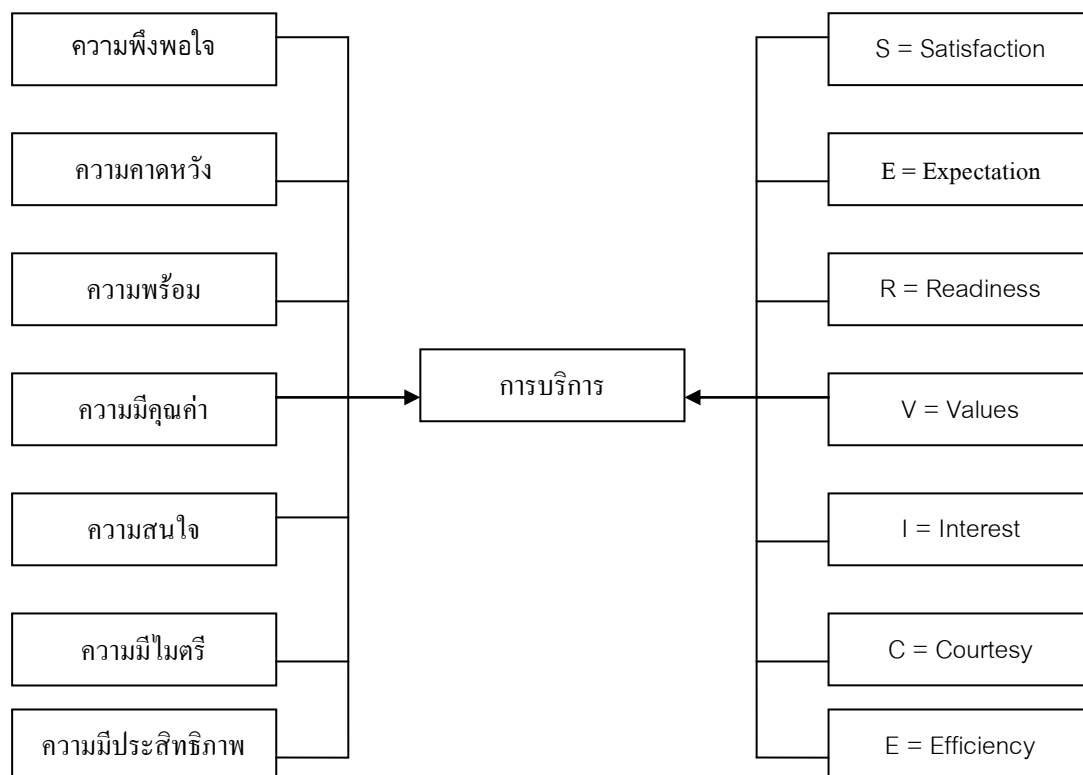 ความพึงพอใจ
S = Satisfaction
ความคาดหวัง
E = Expectation
ความพร้อม
R = Readiness
การบริการ
ความมีคุณค่า
V = Values
ความสนใจ
I = Interest
ความมีไมตรี
C = Courtesy
ความมีประสิทธิภาพ
E = Efficiency